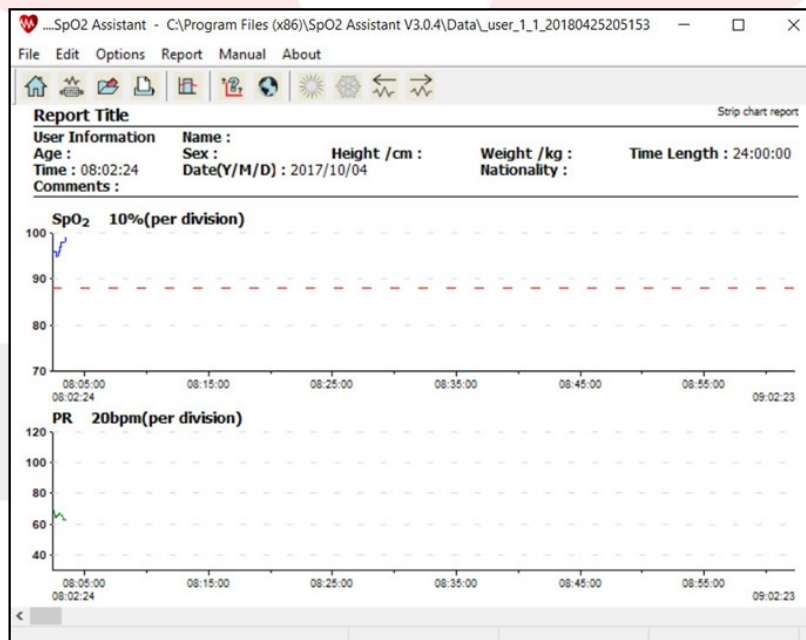 ....SpO2 Assistant - C:\Program Files (x86)\SpO2 Assistant V3.0.4\Data\_user_1_1_20180425205153
File Edit Options Report Manual About
Report Title Strip chart report
User Information Name :
Age : Sex : Height /cm : Weight /kg : Time Length : 24:00:00
Time : 08:02:24 Date(Y/M/D) : 2017/10/04 Nationality :
Comments :
SpO₂ 10%(per division)
100
90
80
70
08:05:00 08:15:00 08:25:00 08:35:00 08:45:00 08:55:00
08:02:24 09:02:23
PR 20bpm(per division)
120
100
80
60
40
08:05:00 08:15:00 08:25:00 08:35:00 08:45:00 08:55:00
08:02:24 09:02:23